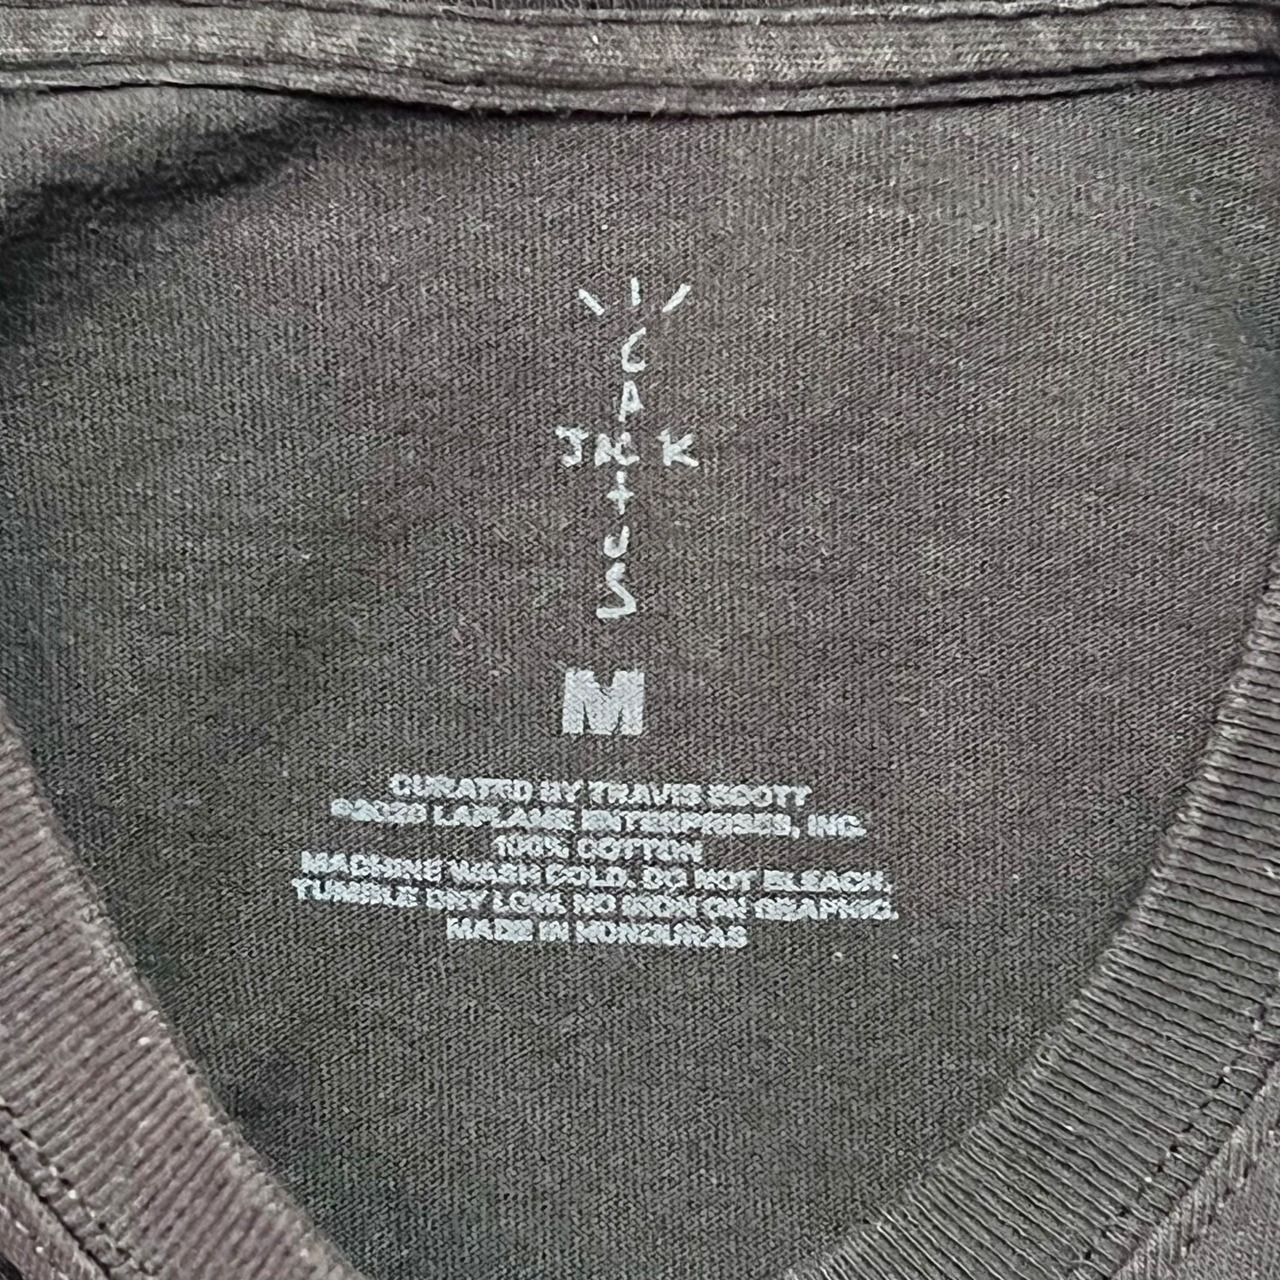 CACTUS
JACK
M
CURATED BY TRAVIS SCOTT
©2020 LAFLAME ENTERPRISES, INC.
100% COTTON
MACHINE WASH COLD. DO NOT BLEACH.
TUMBLE DRY LOW. NO IRON ON GRAPHIC.
MADE IN HONDURAS